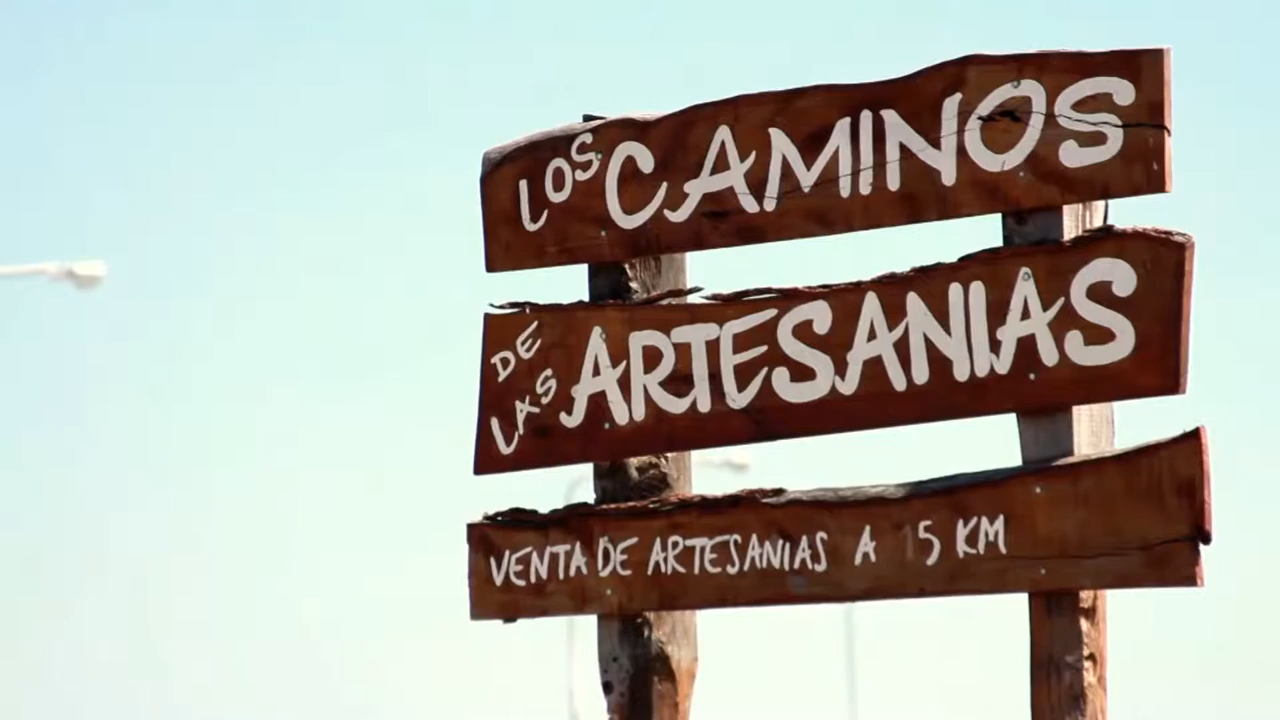 LOS CAMINOS
DE LAS ARTESANIAS
VENTA DE ARTESANIAS A 15 KM